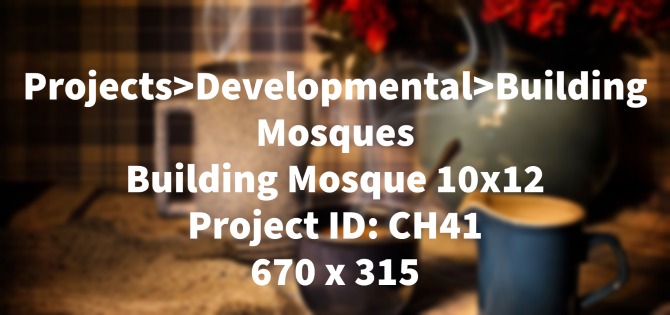 Projects>Developmental>Building
Mosques
Building Mosque 10x12
Project ID: CH41
670 x 315